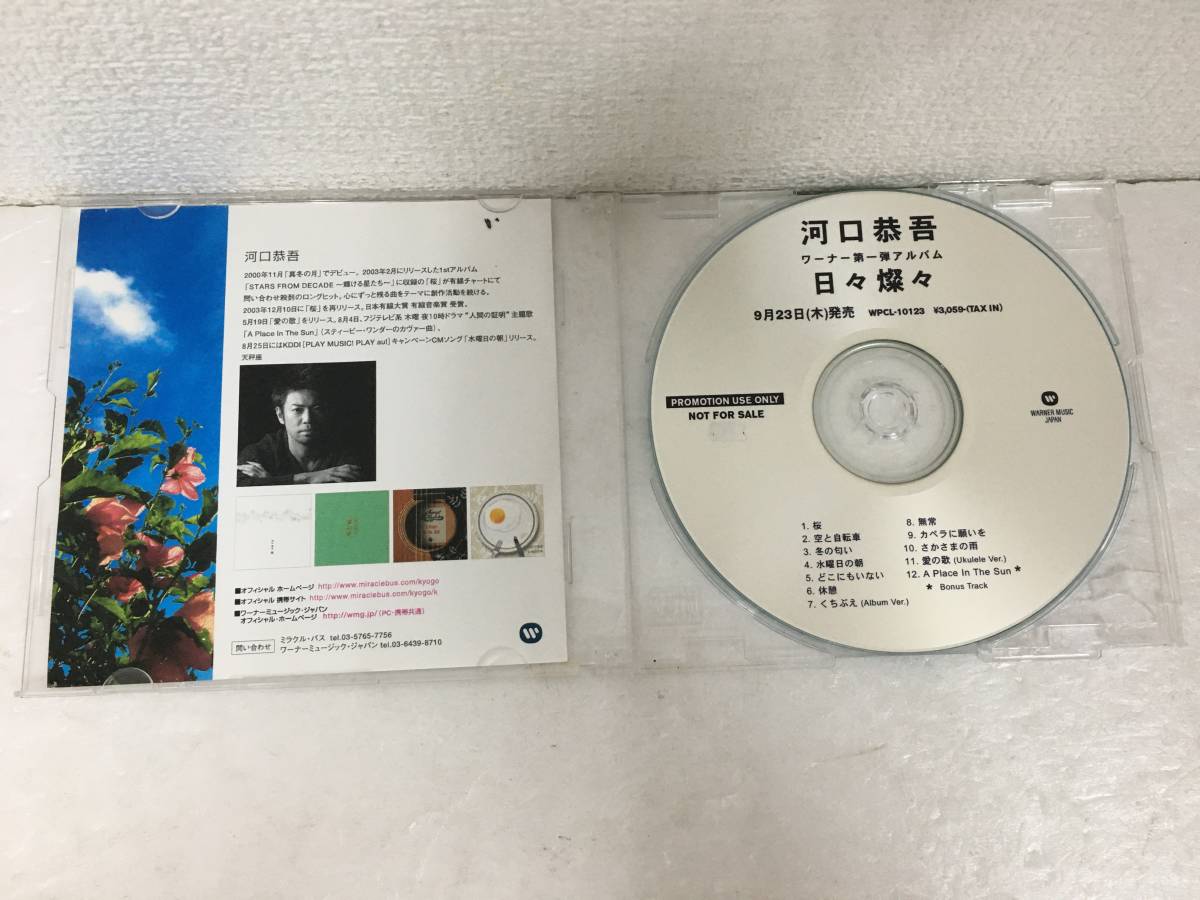 河口恭吾
2000年11月「真冬の月」でデビュー。2003年2月にリリースした1stアルバム
「STARS FROM DECADE 〜輝ける星たち〜」に収録の「桜」が有線チャートにて
問い合わせ殺到のロングヒット。心にずっと残る曲をテーマに創作活動を続ける。
2003年12月10日に「桜」を再リリース。日本有線大賞 有線音楽賞 受賞。
5月19日「愛の歌」をリリース。8月4日、フジテレビ系 木曜 夜10時ドラマ“人間の証明”主題歌
「A Place In The Sun」(スティービー・ワンダーのカヴァー曲)、
8月25日にはKDDI[PLAY MUSIC! PLAY au!]キャンペーンCMソング「水曜日の朝」リリース。
天秤座
■オフィシャル ホームページ http://www.miraclebus.com/kyogo
■オフィシャル 携帯サイト http://www.miraclebus.com/kyogo/k
■ワーナーミュージック・ジャパン
オフィシャル・ホームページ http://wmg.jp/ (PC・携帯共通)
問い合わせ
ミラクル・バス tel.03-5765-7756
ワーナーミュージック・ジャパン tel.03-6439-8710
河口恭吾
ワーナー第一弾アルバム
日々燦々
9月23日(木)発売 WPCL-10123 ¥3,059-(TAX IN)
PROMOTION USE ONLY
NOT FOR SALE
WARNER MUSIC
JAPAN
1. 桜
2. 空と自転車
3. 冬の匂い
4. 水曜日の朝
5. どこにもいない
6. 休憩
7. くちぶえ (Album Ver.)
8. 無常
9. カペラに願いを
10. さかさまの雨
11. 愛の歌 (Ukulele Ver.)
12. A Place In The Sun *
* Bonus Track